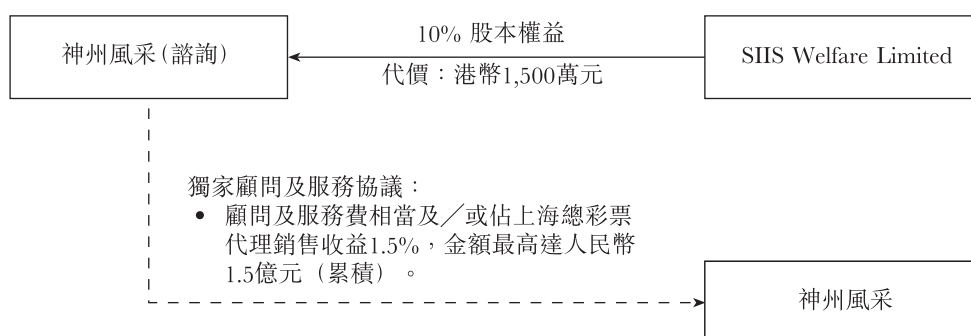 10% 股本權益
神州風采(諮詢)
SIIS Welfare Limited
代價：港幣1,500萬元
獨家顧問及服務協議：
• 顧問及服務費相當及／或佔上海總彩票
代理銷售收益1.5%，金額最高達人民幣
1.5億元（累積）。
神州風采